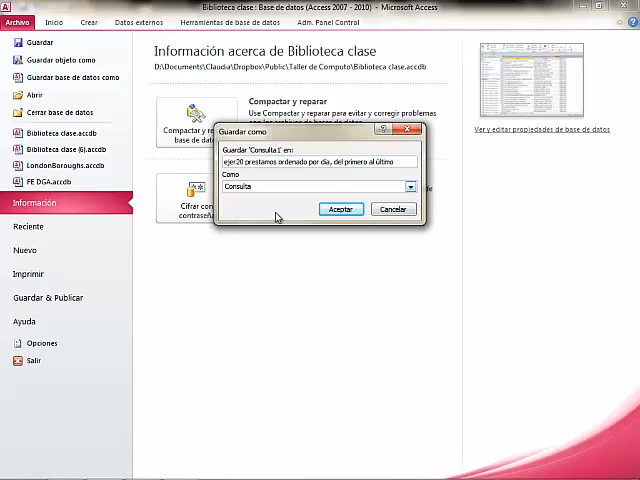 Biblioteca clase : Base de datos (Access 2007 - 2010) - Microsoft Access
Archivo Inicio Crear Datos externos Herramientas de base de datos Adm. Panel Control
Guardar
Guardar objeto como
Guardar base de datos como
Abrir
Cerrar base de datos
Biblioteca clase.accdb
Biblioteca clase (6).accdb
LondonBoroughs.accdb
FE DGA.accdb
Información
Reciente
Nuevo
Imprimir
Guardar & Publicar
Ayuda
Opciones
Salir
Información acerca de Biblioteca clase
D:\Documents\Claudia\Dropbox\Public\Taller de Computo\Biblioteca clase.accdb
Compactar y re
base de dato
Compactar y reparar
Use Compactar y reparar para evitar y corregir problemas
Cifrar con
contraseña
de
Guardar como
Guardar 'Consulta1' en:
ejer20 prestamos ordenado por día, del primero al último
Como
Consulta
Aceptar Cancelar
Ver y editar propiedades de base de datos